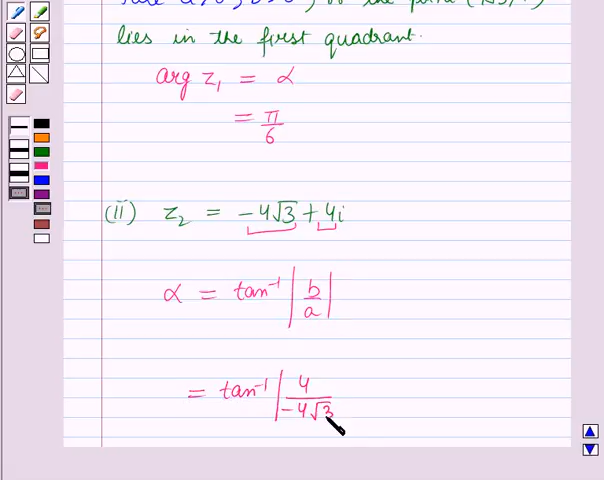 lies in the first quadrant.
arg z₁ = α
= π/6
(ii) z₂ = -4√3 + 4i
α = tan⁻¹ |b/a|
= tan⁻¹ |4/-4√3